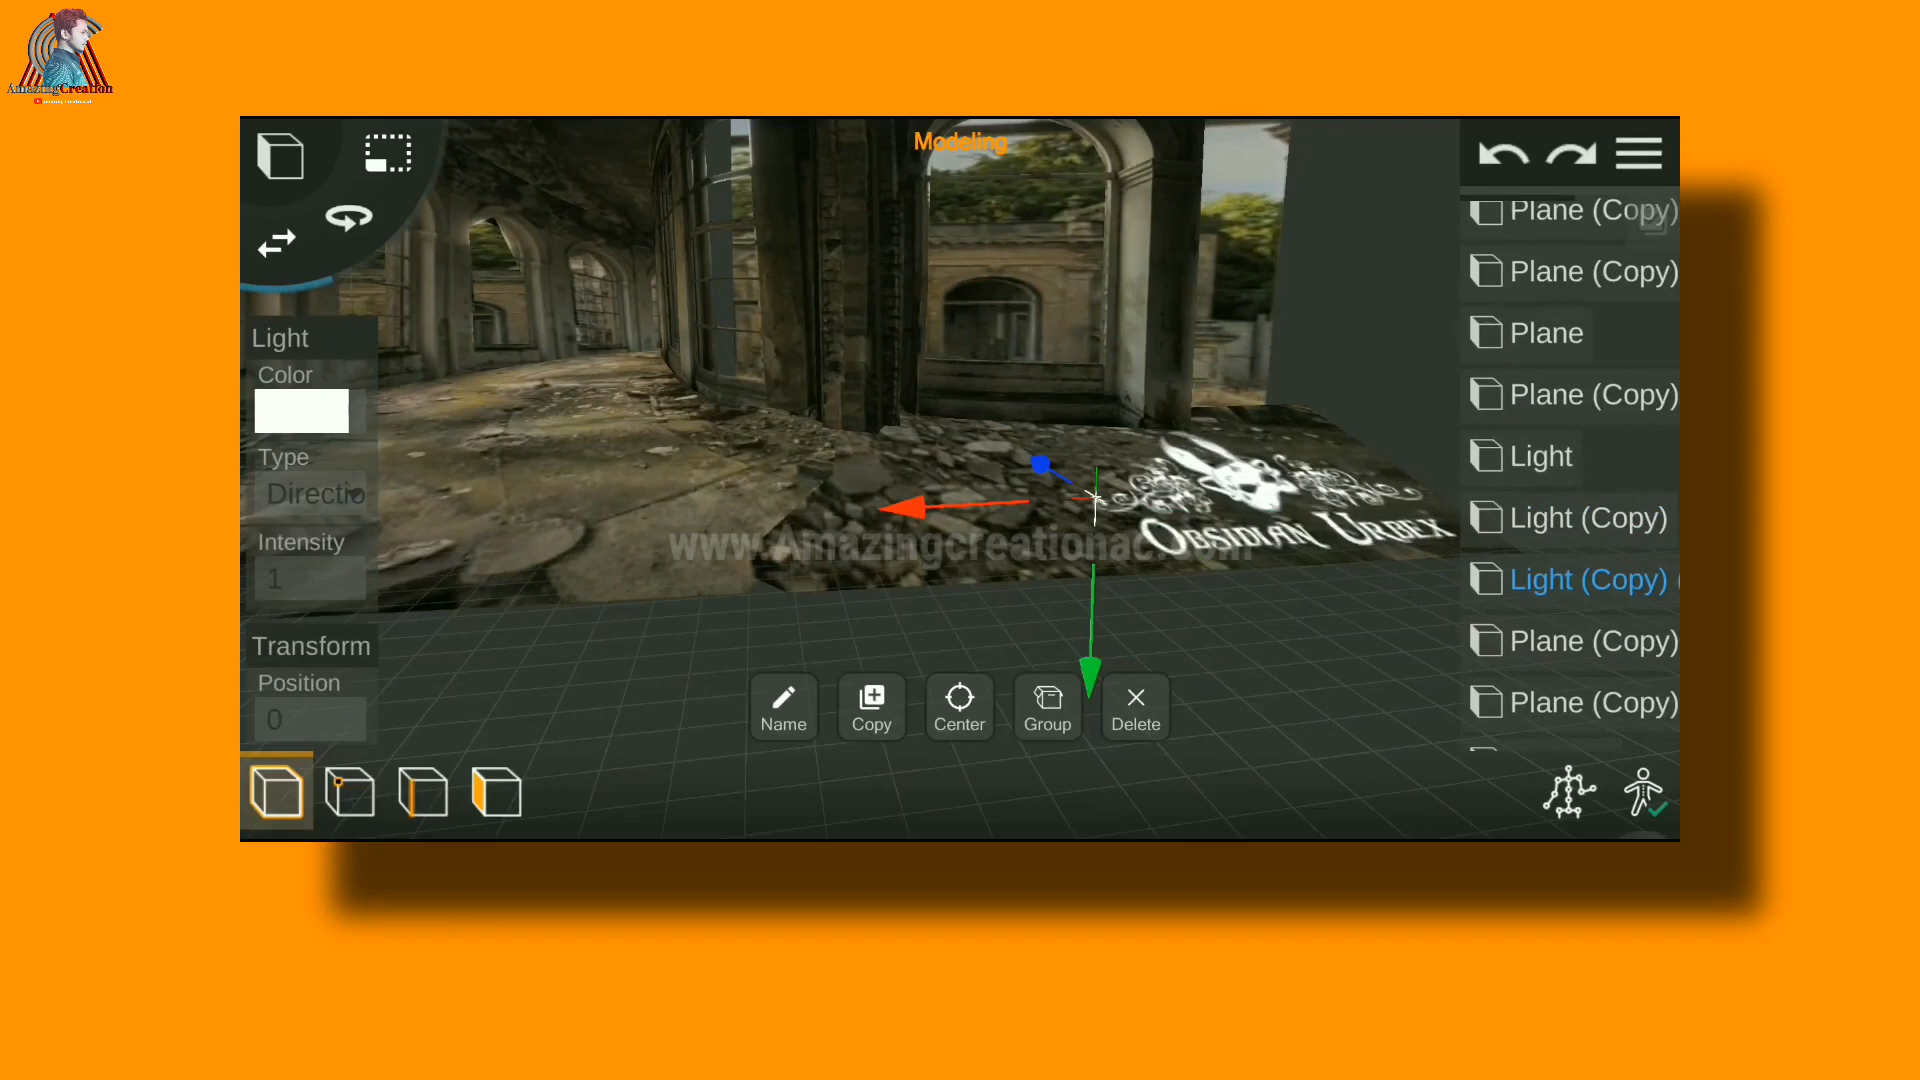 AmazingCreation
Modeling
Plane (Copy)
Plane (Copy)
Plane
Plane (Copy)
Light
Light (Copy)
Light (Copy)
Plane (Copy)
Plane (Copy)
Light
Color
Type
Directio
Intensity
1
Transform
Position
0
Obsidian Urbex
www.Amazingcreationac.com
Name
Copy
Center
Group
Delete